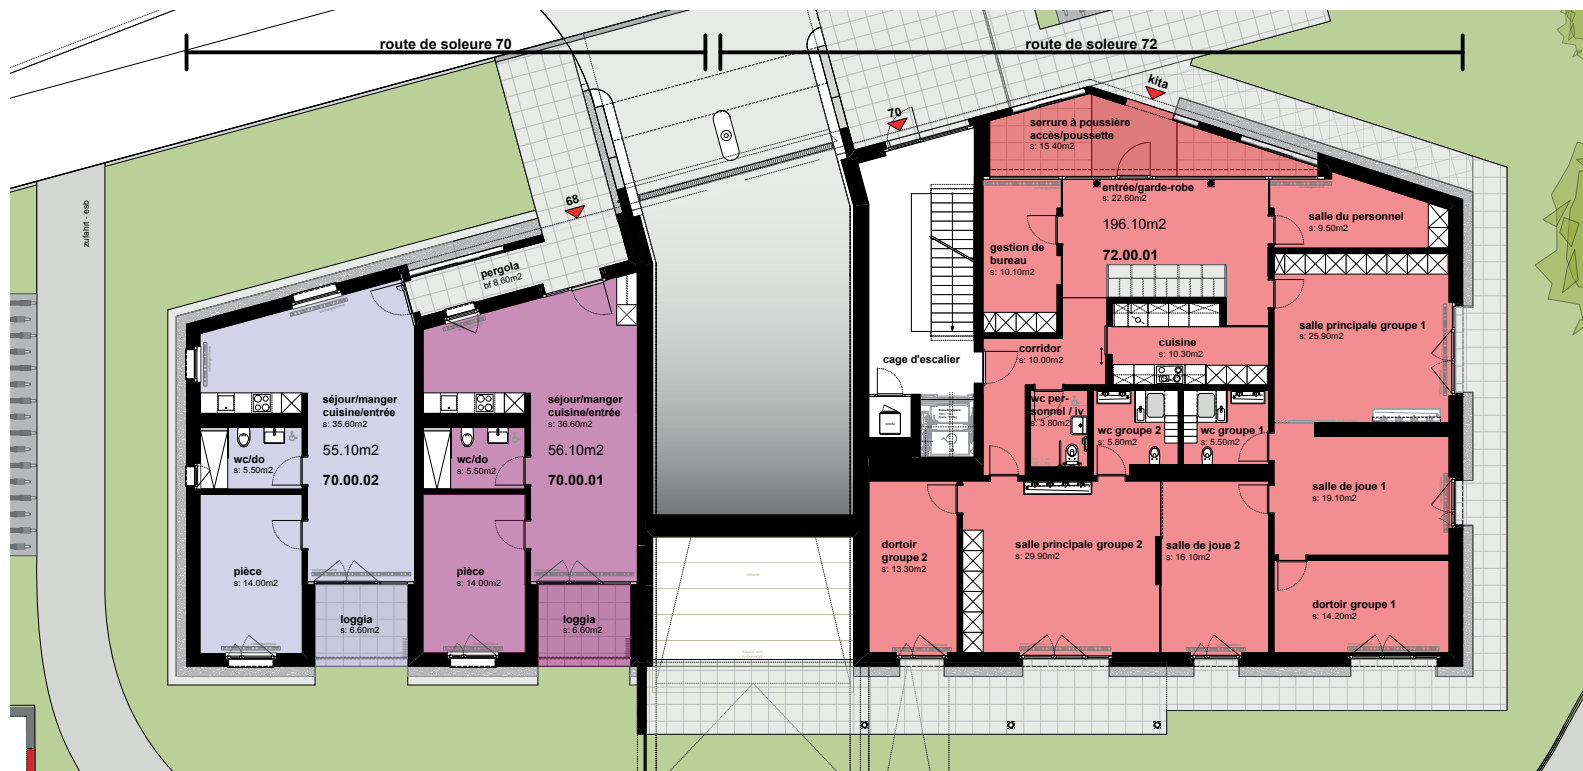 route de soleure 70
route de soleure 72
kita
70
68
zufahrt - esb
serrure à poussière
accès/poussette
s: 15.40m2
entrée/garde-robe
s: 22.60m2
196.10m2
72.00.01
salle du personnel
s: 9.50m2
gestion de
bureau
s: 10.10m2
pergola
bf 8.60m2
salle principale groupe 1
s: 25.90m2
cuisine
s: 10.30m2
corridor
s: 10.00m2
cage d'escalier
séjour/manger
cuisine/entrée
s: 35.60m2
55.10m2
70.00.02
séjour/manger
cuisine/entrée
s: 36.60m2
56.10m2
70.00.01
wc/do
s: 5.50m2
wc/do
s: 5.50m2
wc per-
sonnel / iv
s: 3.80m2
wc groupe 2
s: 5.80m2
wc groupe 1
s: 5.50m2
salle de joue 1
s: 19.10m2
dortoir
groupe 2
s: 13.30m2
salle principale groupe 2
s: 29.90m2
salle de joue 2
s: 16.10m2
pièce
s: 14.00m2
pièce
s: 14.00m2
loggia
s: 6.60m2
loggia
s: 6.60m2
dortoir groupe 1
s: 14.20m2